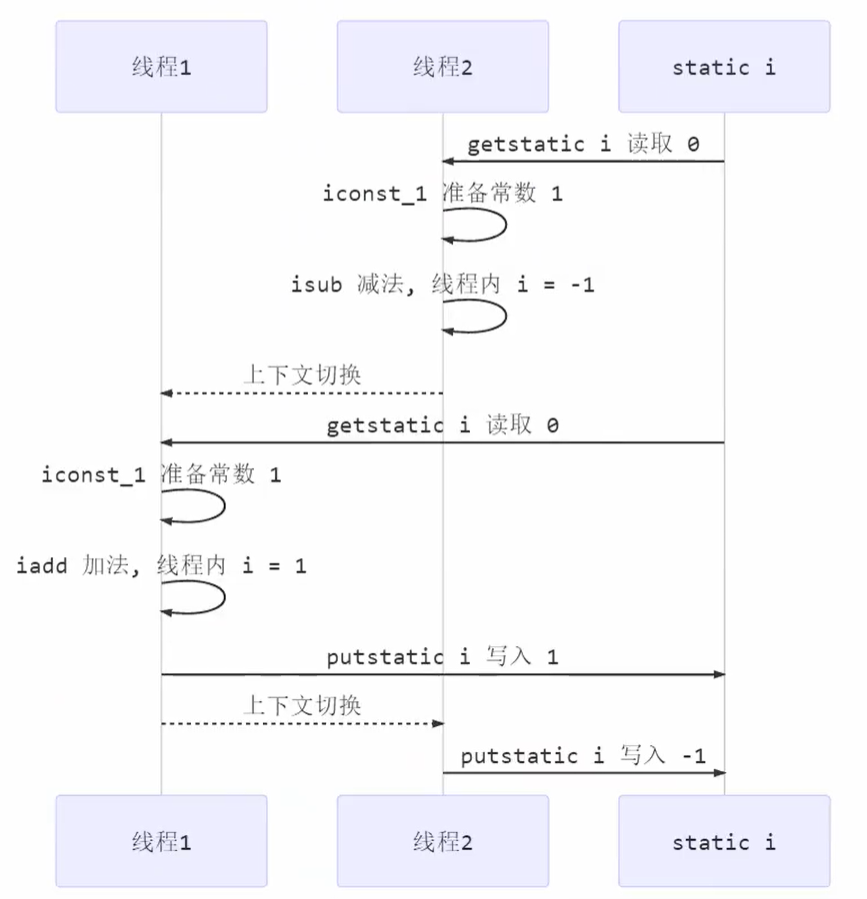 线程1
线程2
static i
getstatic i 读取 0
iconst_1 准备常数 1
isub 减法, 线程内 i = -1
上下文切换
getstatic i 读取 0
iconst_1 准备常数 1
iadd 加法, 线程内 i = 1
putstatic i 写入 1
上下文切换
putstatic i 写入 -1
线程1
线程2
static i